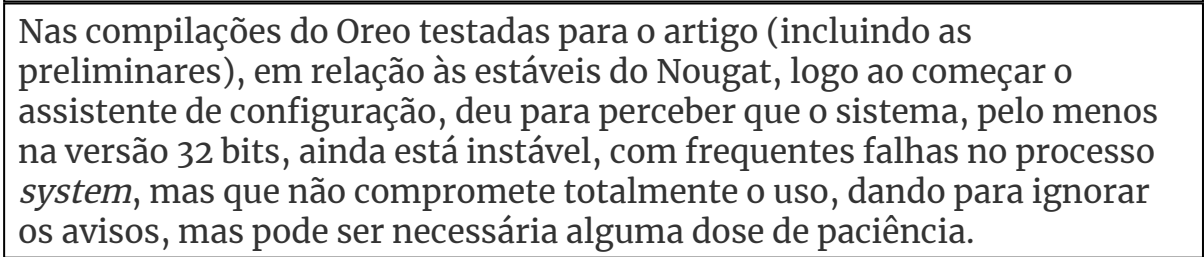 Nas compilações do Oreo testadas para o artigo (incluindo as
preliminares), em relação às estáveis do Nougat, logo ao começar o
assistente de configuração, deu para perceber que o sistema, pelo menos
na versão 32 bits, ainda está instável, com frequentes falhas no processo
system, mas que não compromete totalmente o uso, dando para ignorar
os avisos, mas pode ser necessária alguma dose de paciência.